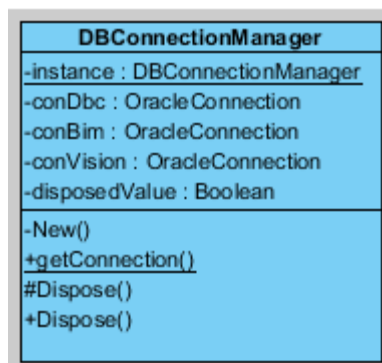 DBConnectionManager
-instance : DBConnectionManager
-conDbc : OracleConnection
-conBim : OracleConnection
-conVision : OracleConnection
-disposedValue : Boolean
-New()
+getConnection()
#Dispose()
+Dispose()